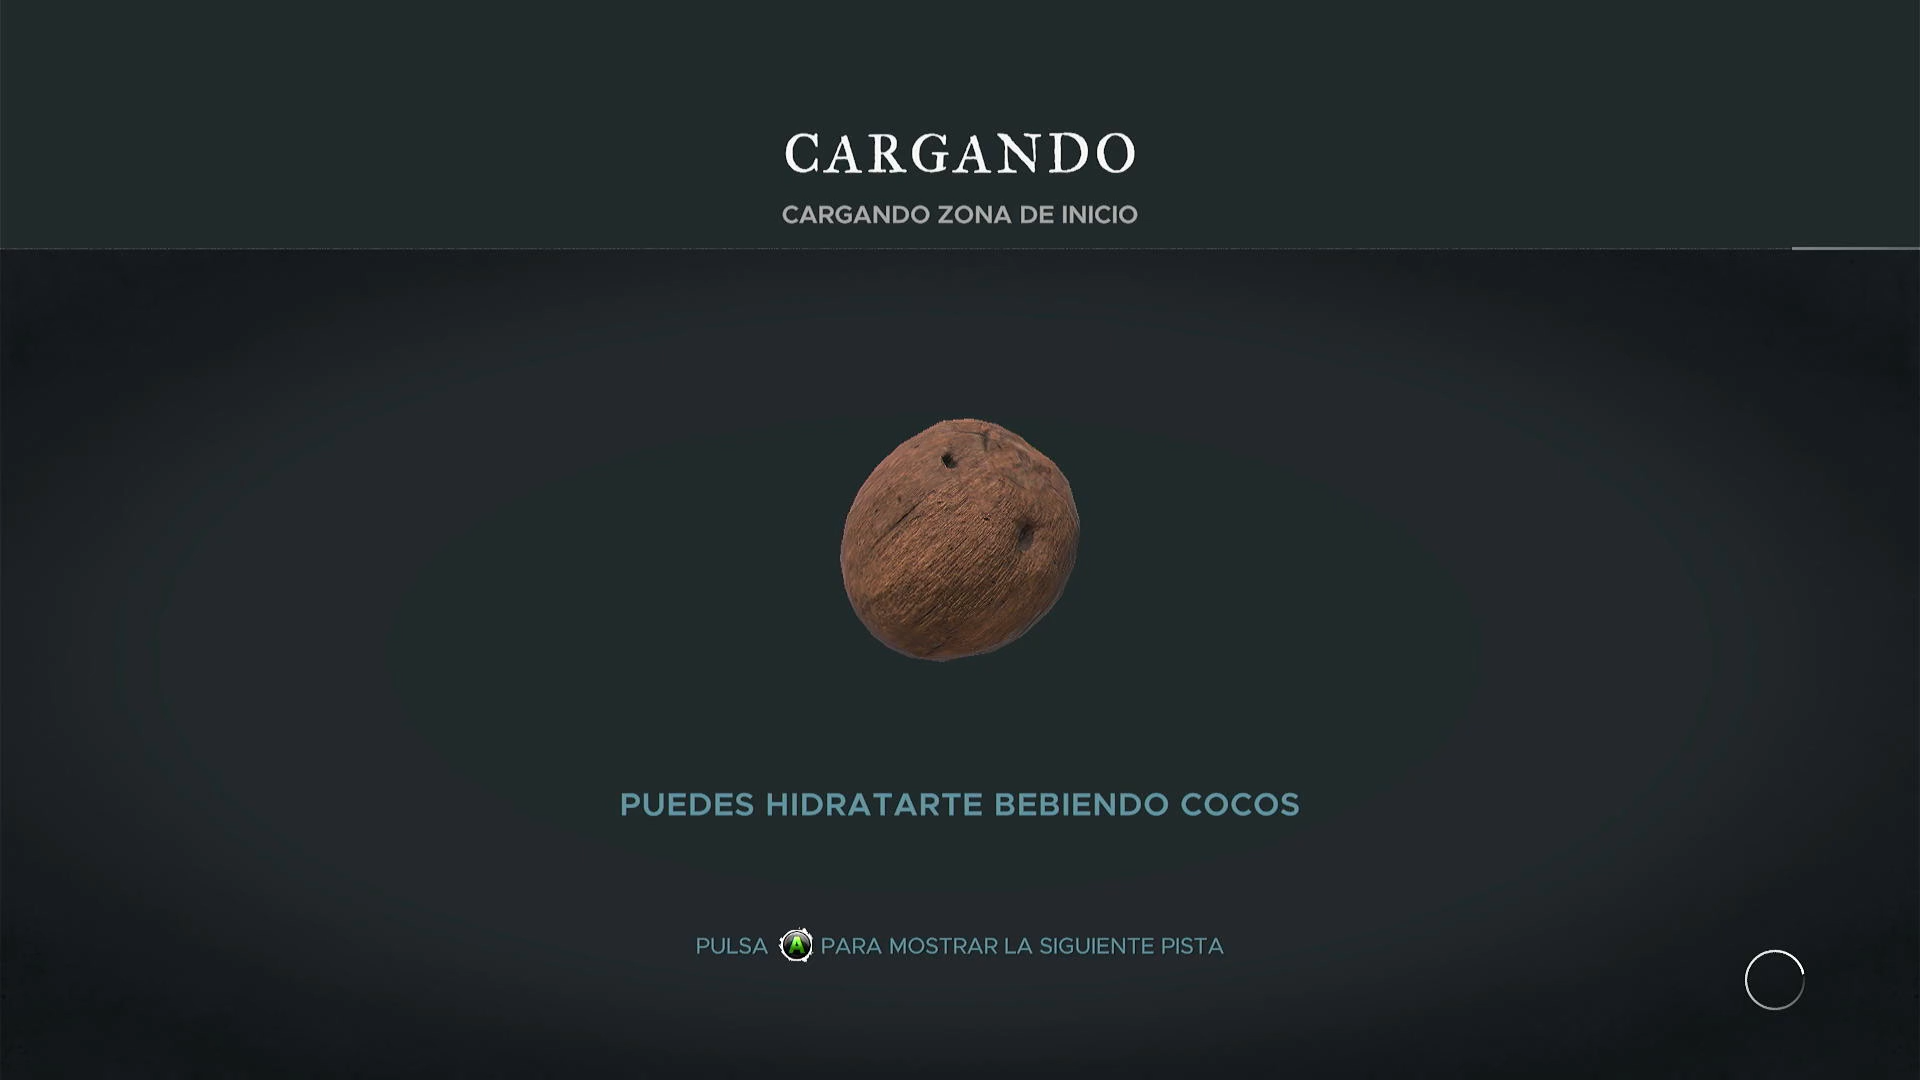 CARGANDO
CARGANDO ZONA DE INICIO
PUEDES HIDRATARTE BEBIENDO COCOS
PULSA A PARA MOSTRAR LA SIGUIENTE PISTA